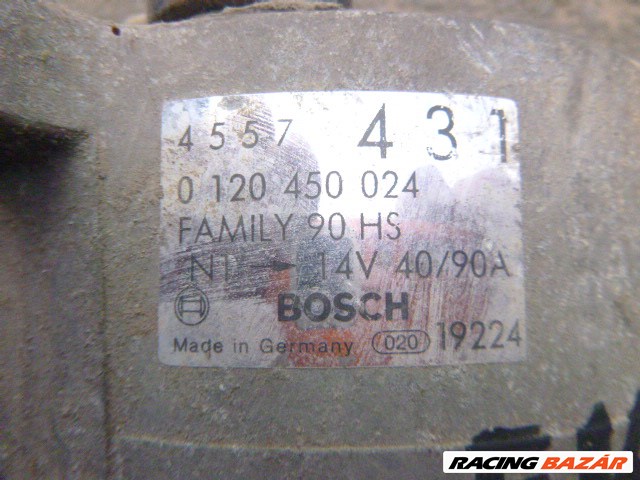 4557 431
0 120 450 024
FAMILY 90 HS
N1 → 14V 40/90A
BOSCH
Made in Germany 020 19224
RACING BAZÁR